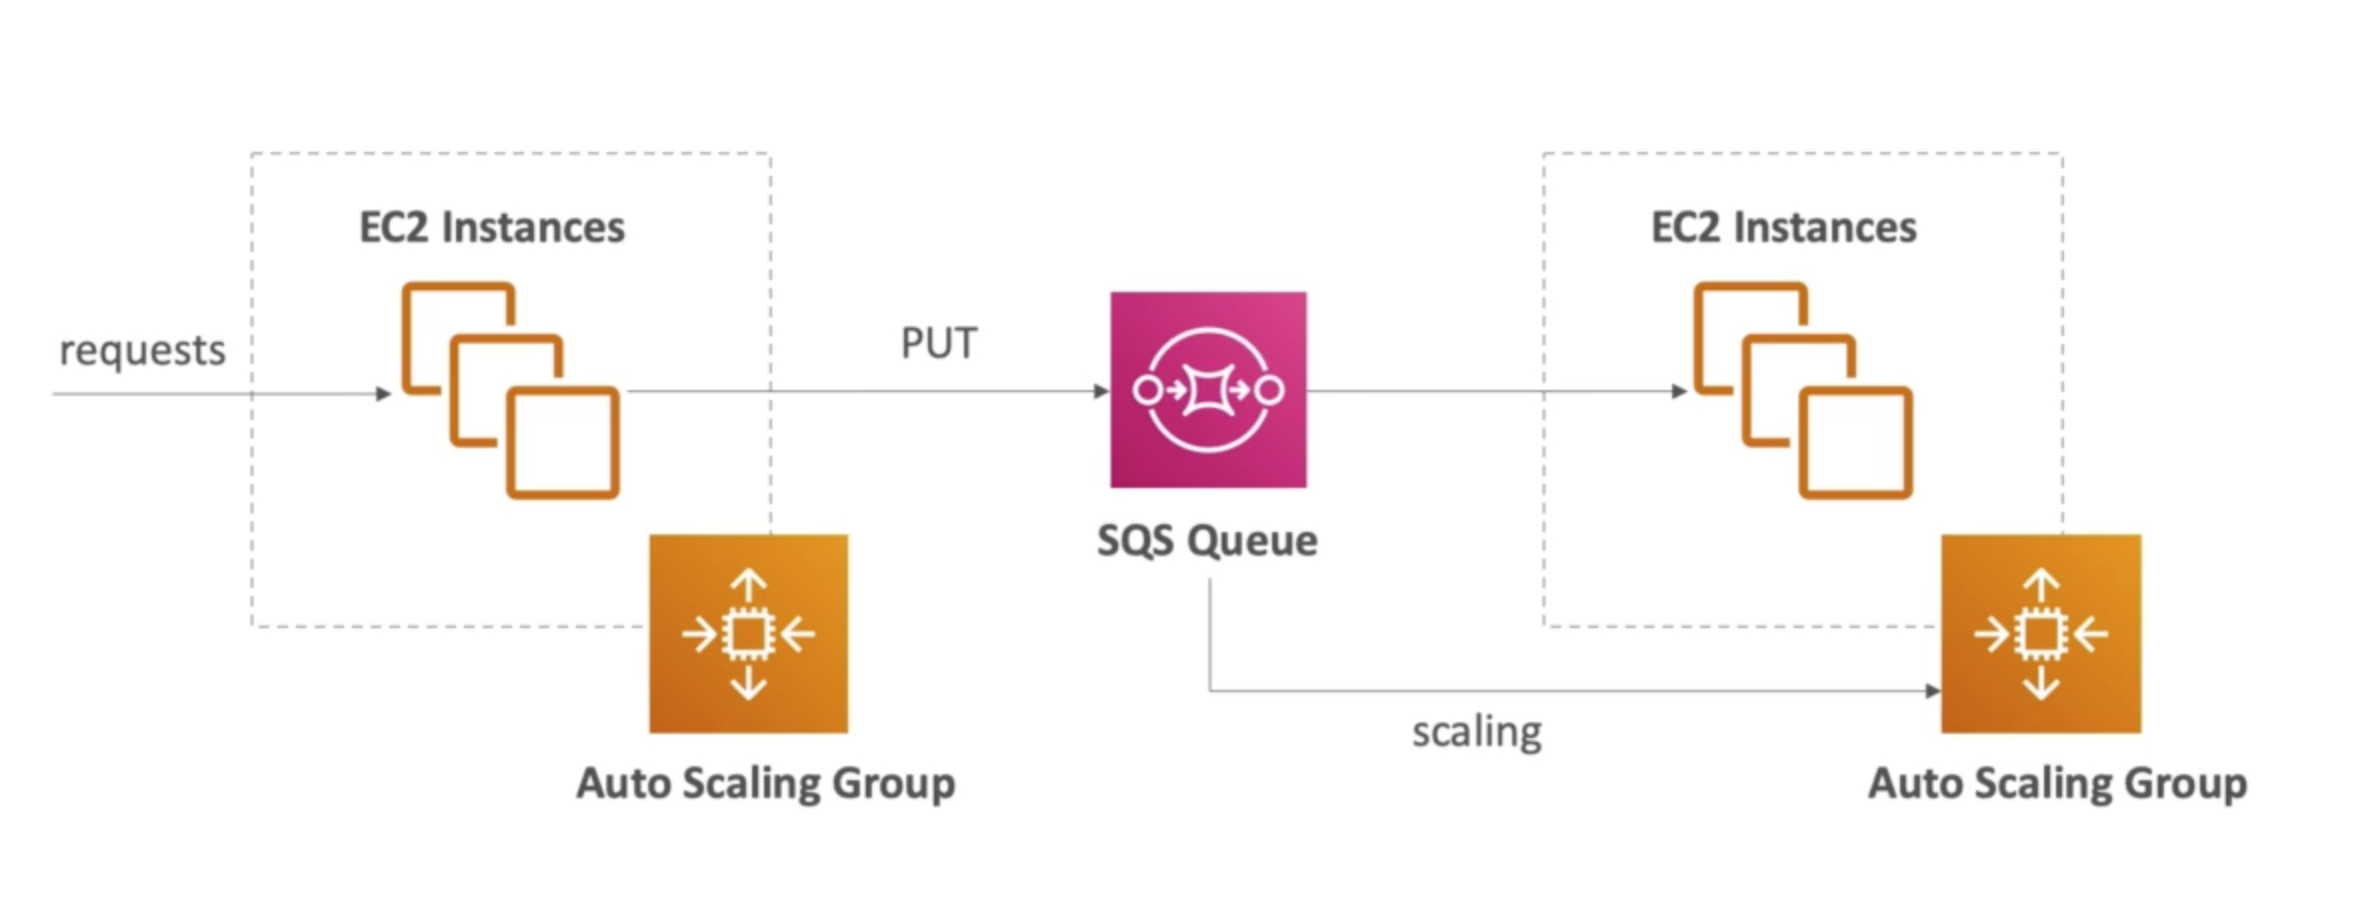 EC2 Instances
requests
PUT
SQS Queue
Auto Scaling Group
EC2 Instances
scaling
Auto Scaling Group